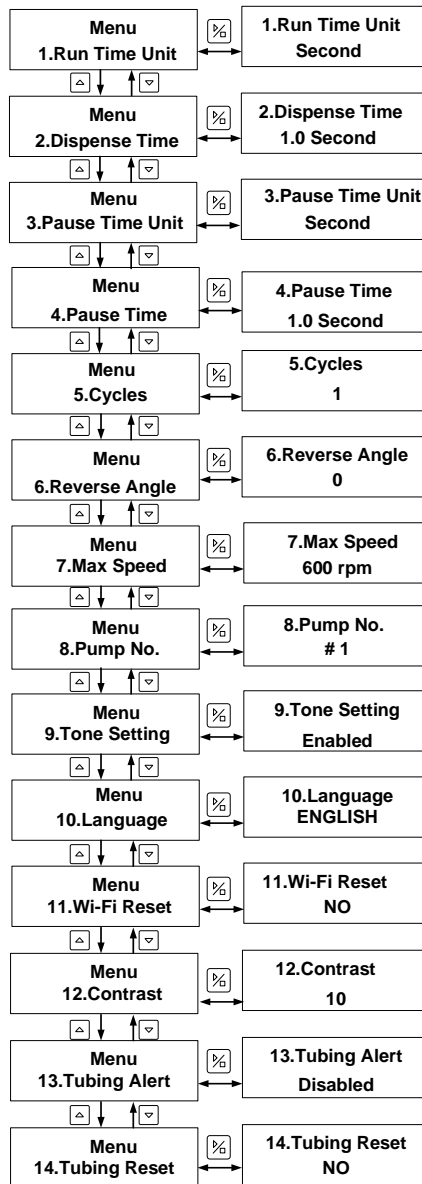 Menu
1.Run Time Unit
1.Run Time Unit
Second
Menu
2.Dispense Time
2.Dispense Time
1.0 Second
Menu
3.Pause Time Unit
3.Pause Time Unit
Second
Menu
4.Pause Time
4.Pause Time
1.0 Second
Menu
5.Cycles
5.Cycles
1
Menu
6.Reverse Angle
6.Reverse Angle
0
Menu
7.Max Speed
7.Max Speed
600 rpm
Menu
8.Pump No.
8.Pump No.
# 1
Menu
9.Tone Setting
9.Tone Setting
Enabled
Menu
10.Language
10.Language
ENGLISH
Menu
11.Wi-Fi Reset
11.Wi-Fi Reset
NO
Menu
12.Contrast
12.Contrast
10
Menu
13.Tubing Alert
13.Tubing Alert
Disabled
Menu
14.Tubing Reset
14.Tubing Reset
NO